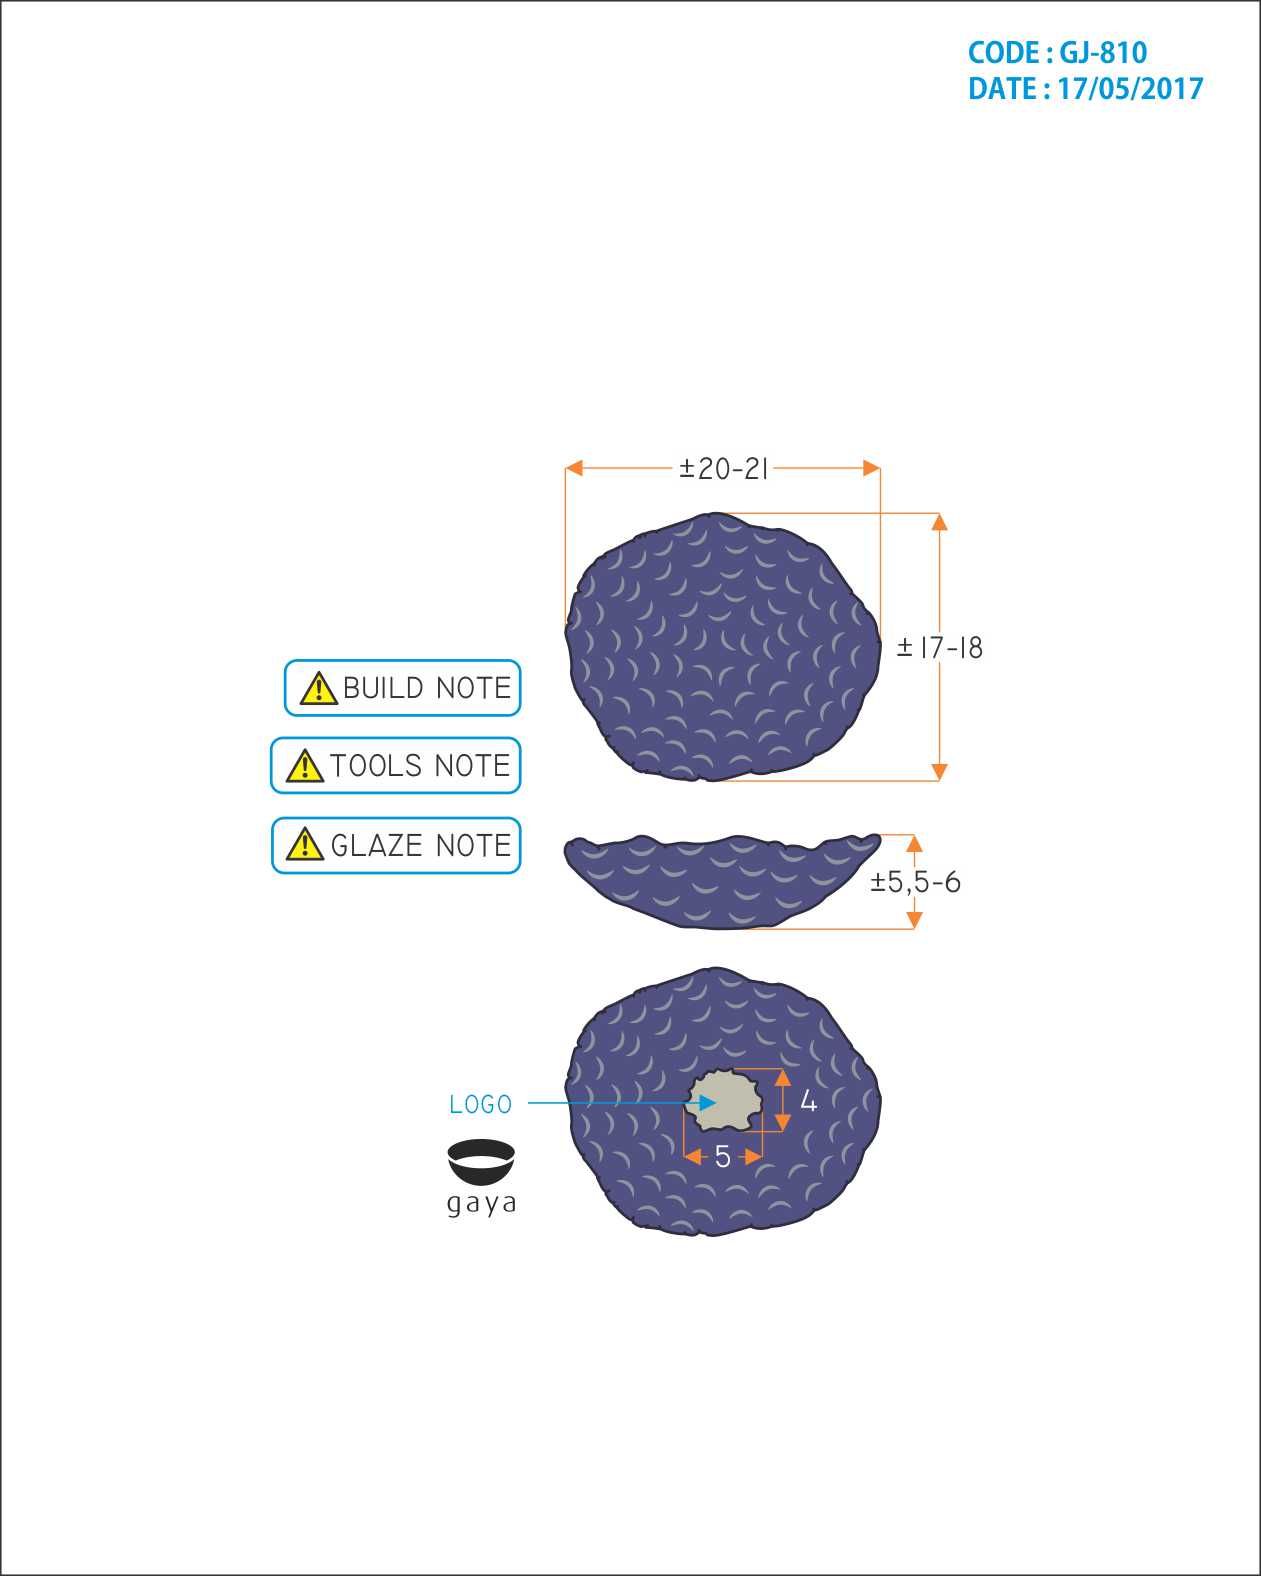 CODE : GJ-810
DATE : 17/05/2017
±20-21
±17-18
BUILD NOTE
TOOLS NOTE
GLAZE NOTE
±5,5-6
LOGO
4
5
gaya